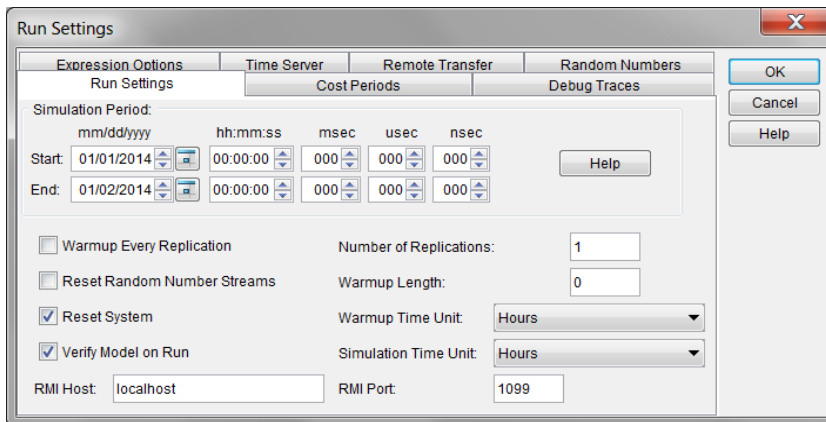 Run Settings
Expression Options Time Server Remote Transfer Random Numbers
Run Settings Cost Periods Debug Traces
OK
Cancel
Help
Simulation Period:
mm/dd/yyyy hh:mm:ss msec usec nsec
Start: 01/01/2014 00:00:00 000 000 000 Help
End: 01/02/2014 00:00:00 000 000 000
Warmup Every Replication Number of Replications: 1
Reset Random Number Streams Warmup Length: 0
Reset System Warmup Time Unit: Hours
Verify Model on Run Simulation Time Unit: Hours
RMI Host: localhost RMI Port: 1099